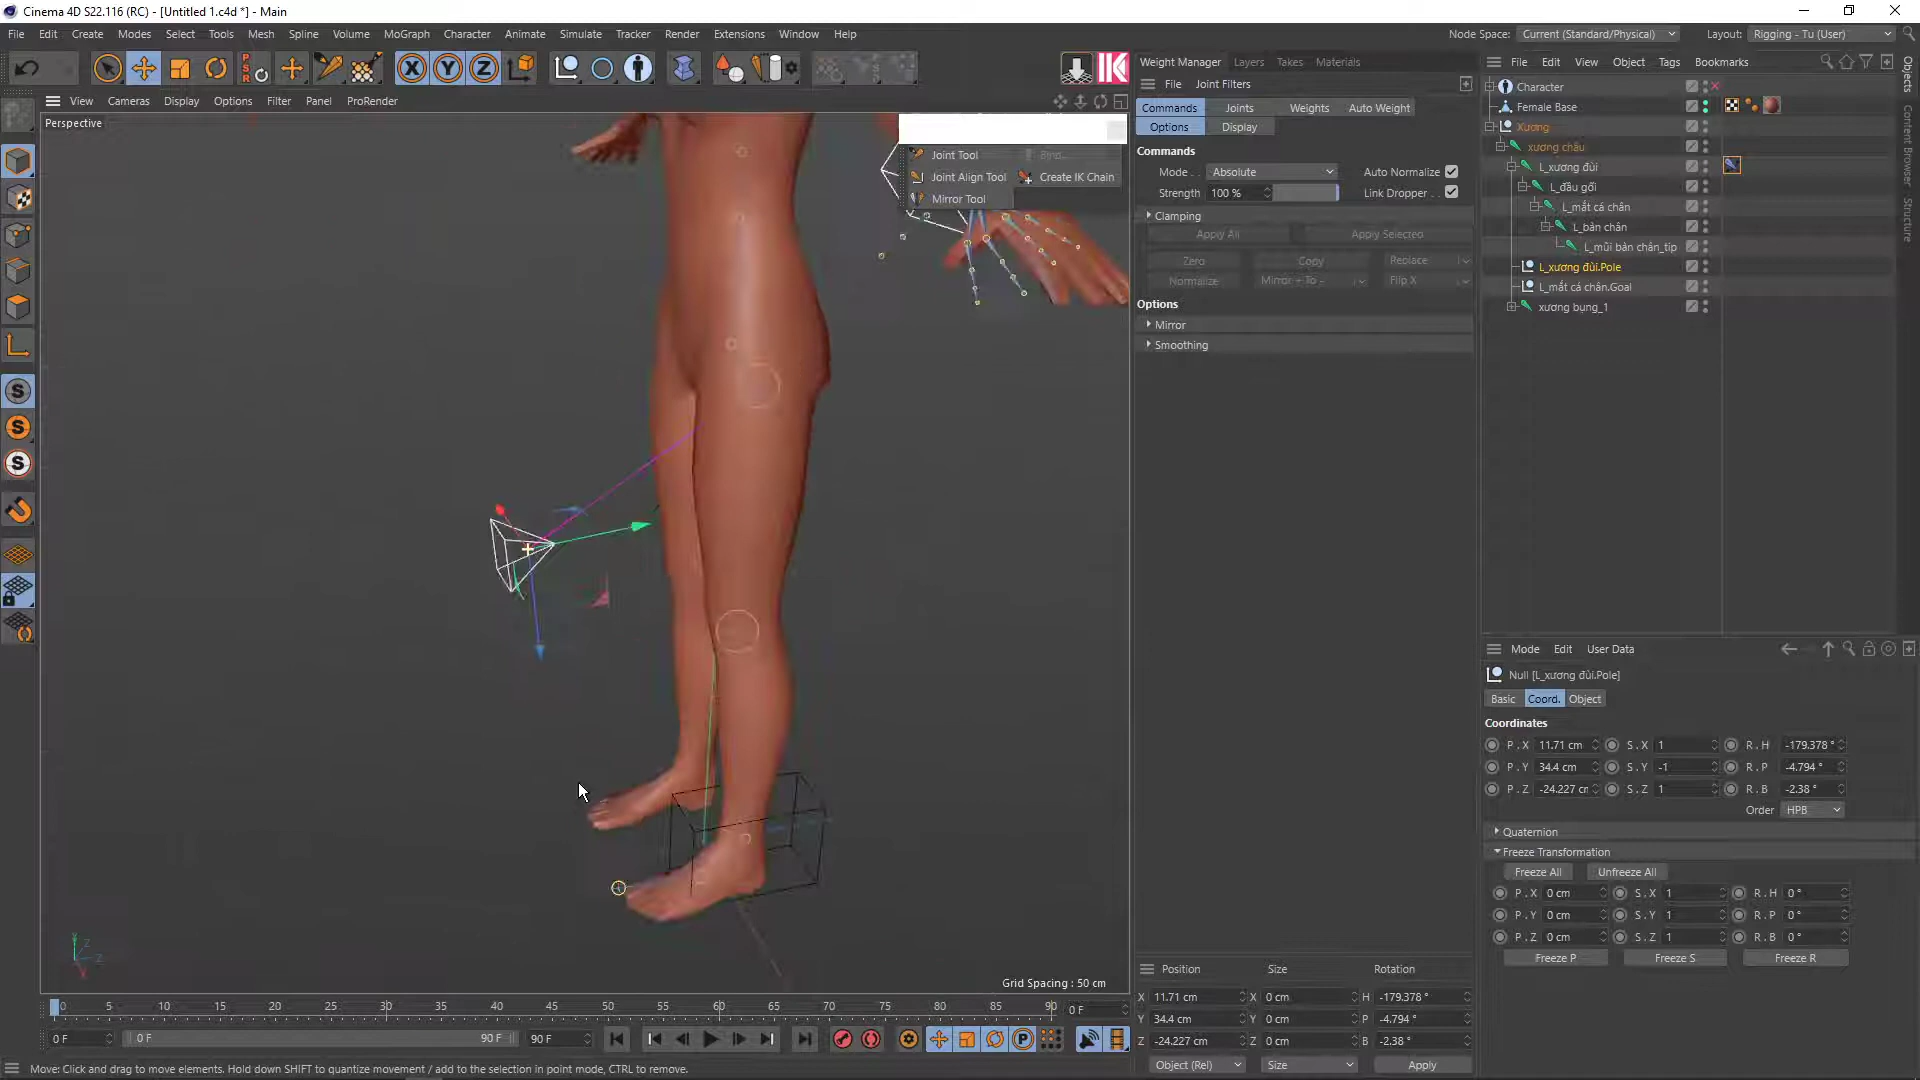 Cinema 4D S22.116 (RC) - [Untitled 1.c4d *] - Main
File Edit Create Modes Select Tools Mesh Spline Volume MoGraph Character Animate Simulate Tracker Render Extensions Window Help
Node Space: Current (Standard/Physical) Layout: Rigging - Tu (User)
X Y Z PSR IK
Weight Manager Layers Takes Materials
File Edit View Object Tags Bookmarks
File Joint Filters
View Cameras Display Options Filter Panel ProRender
Perspective
Joint Tool Bind...
Joint Align Tool Create IK Chain
Mirror Tool
Commands Joints Weights Auto Weight
Options Display
Commands
Mode . . Absolute Auto Normalize
Strength 100 % Link Dropper . .
Clamping
Apply All Apply Selected
Zero Copy Replace
Normalize Mirror + To - Flip X
Options
Mirror
Smoothing
Character
Female Base
Xương
xương chậu
L_xương đùi
L_đầu gối
L_mắt cá chân
L_bàn chân
L_mũi bàn chân_tip
L_xương đùi.Pole
L_mắt cá chân.Goal
xương bụng_1
Objects
Content Browser
Structure
Mode Edit User Data
Null [L_xương đùi.Pole]
Basic Coord. Object
Coordinates
P . X 11.71 cm S . X 1 R . H -179.378 °
P . Y 34.4 cm S . Y -1 R . P -4.794 °
P . Z -24.227 cr S . Z 1 R . B -2.38 °
Order HPB
Quaternion
Freeze Transformation
Freeze All Unfreeze All
P . X 0 cm S . X 1 R . H 0 °
P . Y 0 cm S . Y 1 R . P 0 °
P . Z 0 cm S . Z 1 R . B 0 °
Freeze P Freeze S Freeze R
Grid Spacing : 50 cm
Position Size Rotation
X 11.71 cm X 0 cm H -179.378 °
Y 34.4 cm Y 0 cm P -4.794 °
Z -24.227 cm Z 0 cm B -2.38 °
Object (Rel) Size Apply
0 5 10 15 20 25 30 35 40 45 50 55 60 65 70 75 80 85 90 0 F
0 F 0 F 90 F 90 F
Move: Click and drag to move elements. Hold down SHIFT to quantize movement / add to the selection in point mode, CTRL to remove.